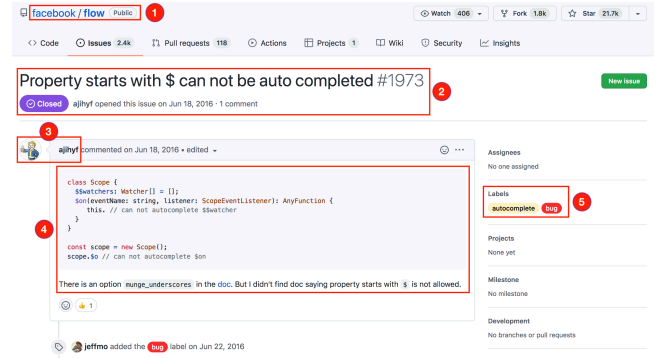 facebook / flow Public 1
Watch 406 Fork 1.8k Star 21.7k
Code Issues 2.4k Pull requests 118 Actions Projects 1 Wiki Security Insights
Property starts with $ can not be auto completed #1973
New issue
2
Closed ajihyf opened this issue on Jun 18, 2016 · 1 comment
3
ajihyf commented on Jun 18, 2016 • edited
class Scope {
$$watchers: Watcher[] = [];
$on(eventName: string, listener: ScopeEventListener): AnyFunction {
this. // can not autocomplete $$watcher
}
}
const scope = new Scope();
scope.$o // can not autocomplete $on
4
There is an option munge_underscores in the doc. But I didn't find doc saying property starts with $ is not allowed.
👍 1
jeffmo added the bug label on Jun 22, 2016
Assignees
No one assigned
Labels
autocomplete bug
5
Projects
None yet
Milestone
No milestone
Development
No branches or pull requests